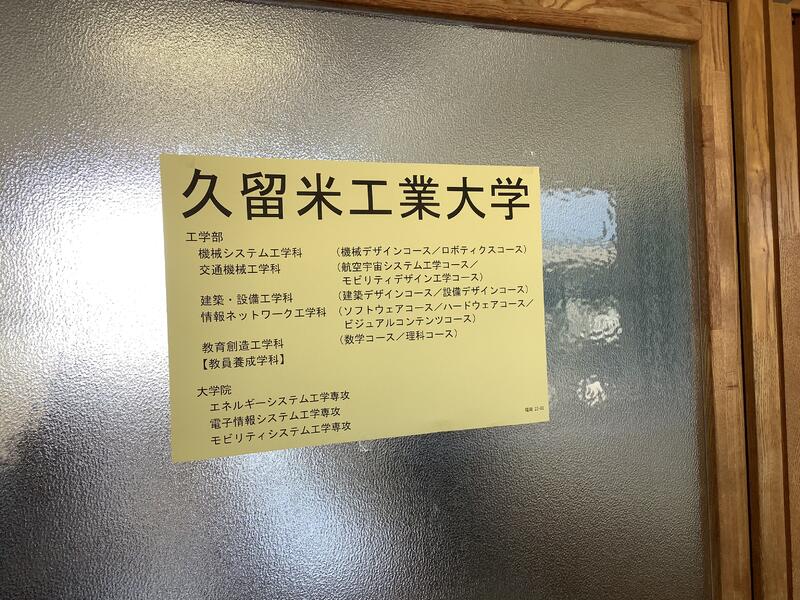 久留米工業大学
工学部
機械システム工学科 （機械デザインコース／ロボティクスコース）
交通機械工学科 （航空宇宙システム工学コース／
モビリティデザイン工学コース）
建築・設備工学科 （建築デザインコース／設備デザインコース）
情報ネットワーク工学科 （ソフトウェアコース／ハードウェアコース／
ビジュアルコンテンツコース）
教育創造工学科 （数学コース／理科コース）
【教員養成学科】
大学院
エネルギーシステム工学専攻
電子情報システム工学専攻
モビリティシステム工学専攻